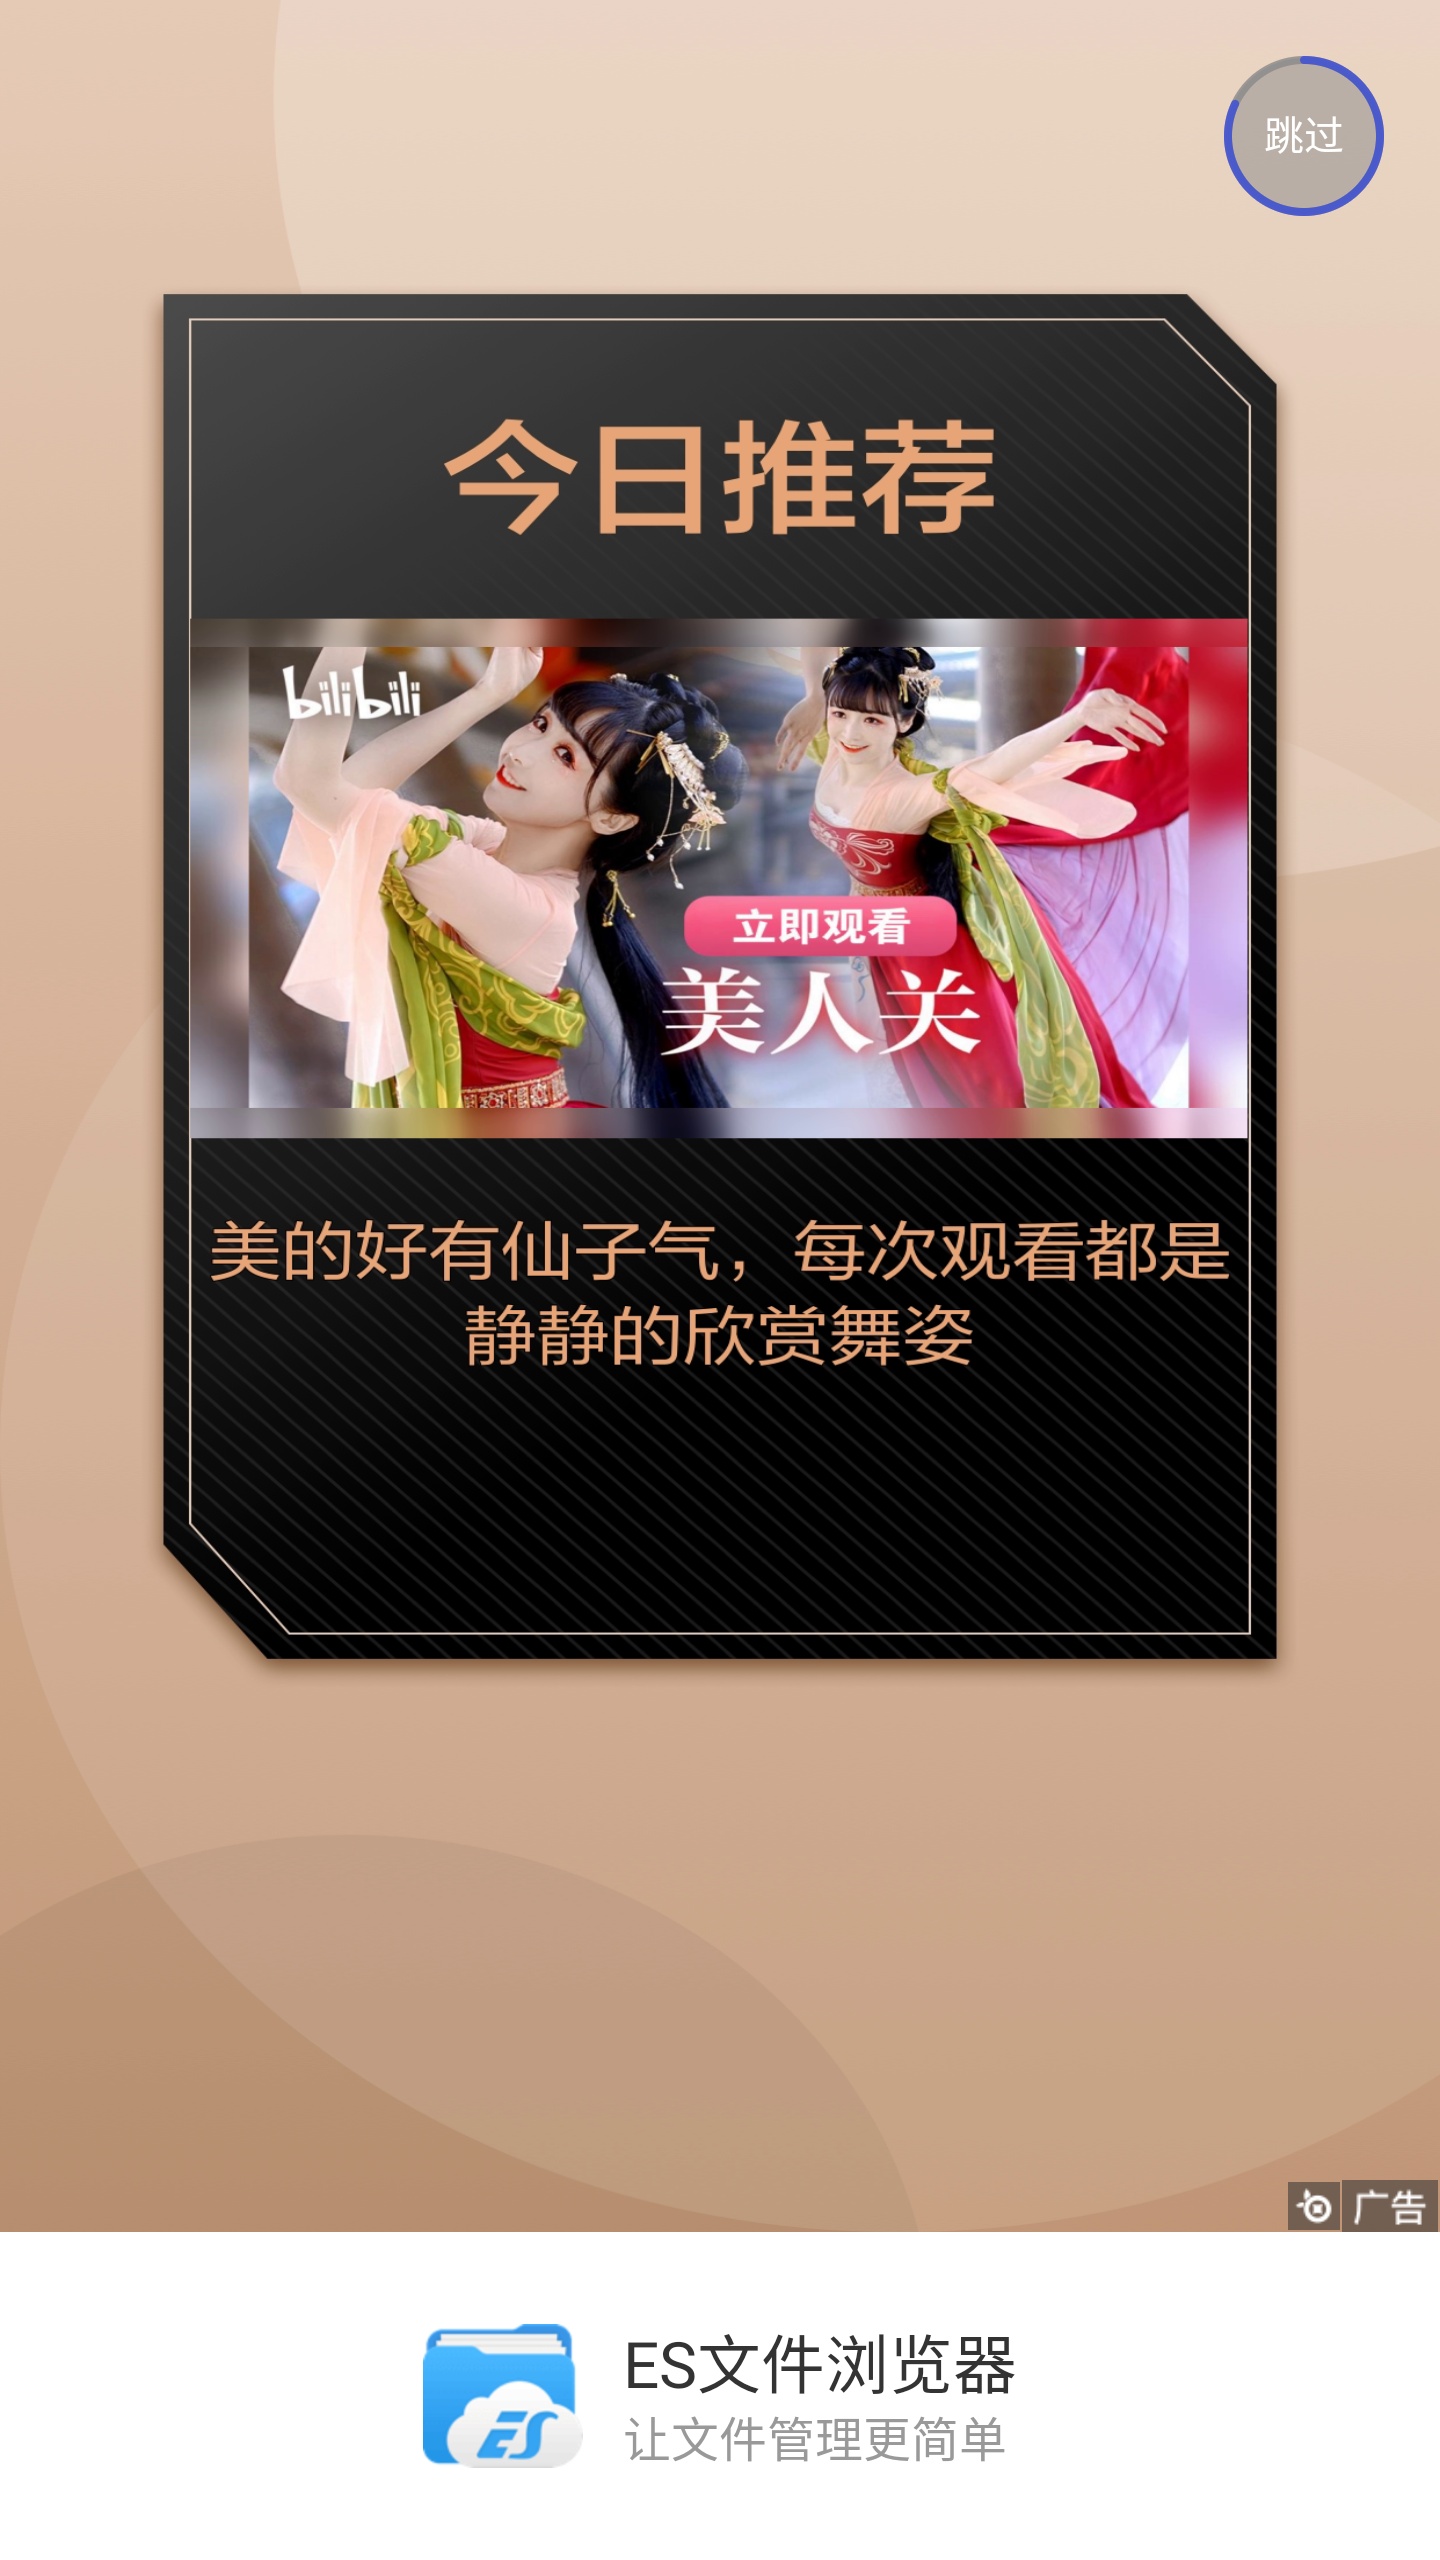 跳过
今日推荐
bilibili
立即观看
美人关
美的好有仙子气，每次观看都是
静静的欣赏舞姿
广告
ES
ES文件浏览器
让文件管理更简单